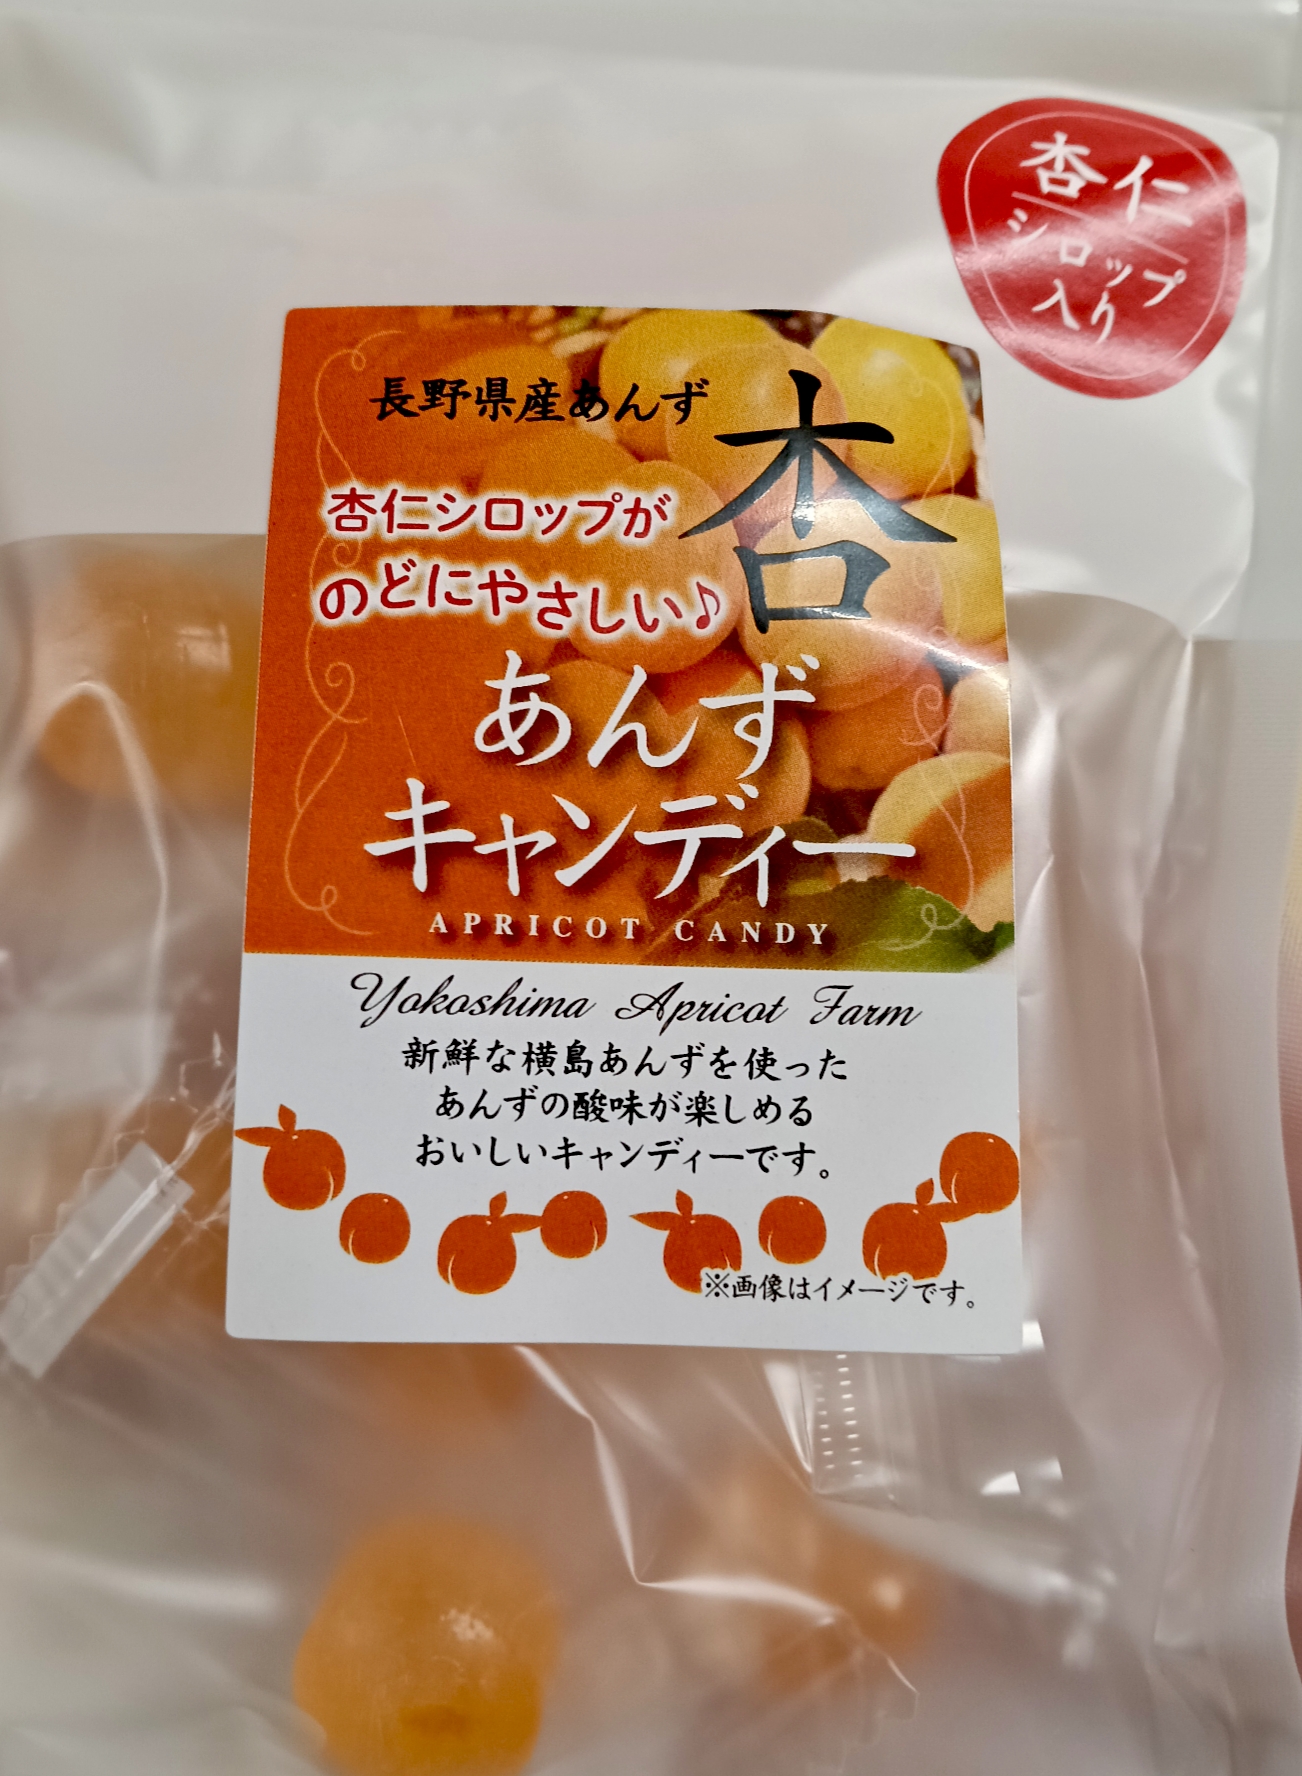 杏仁
シロップ
入り
長野県産あんず
杏
杏仁シロップが
のどにやさしい♪
あんず
キャンディー
APRICOT CANDY
Yokoshima Apricot Farm
新鮮な横島あんずを使った
あんずの酸味が楽しめる
おいしいキャンディーです。
※画像はイメージです。